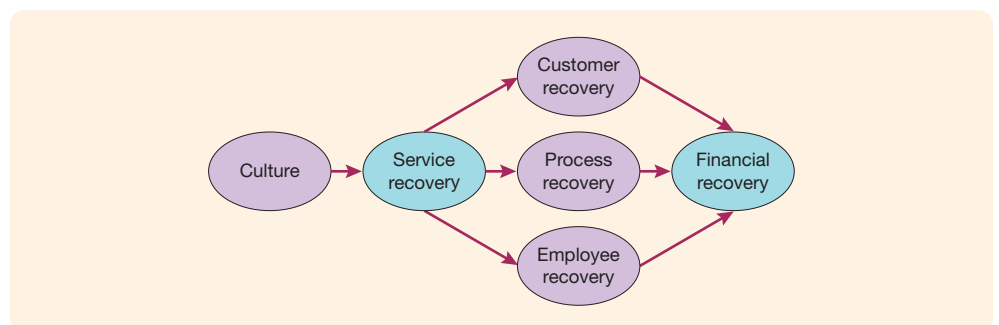 Customer
recovery
Culture
Service
recovery
Process
recovery
Financial
recovery
Employee
recovery